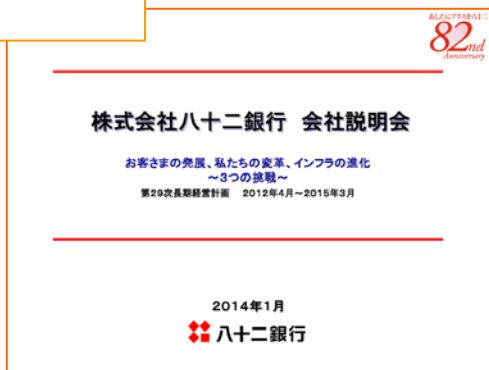 あしたにプラス八十二
82nd
Anniversary
株式会社八十二銀行 会社説明会
お客さまの発展、私たちの変革、インフラの進化
～3つの挑戦～
第29次長期経営計画 2012年4月～2015年3月
2014年1月
八十二銀行